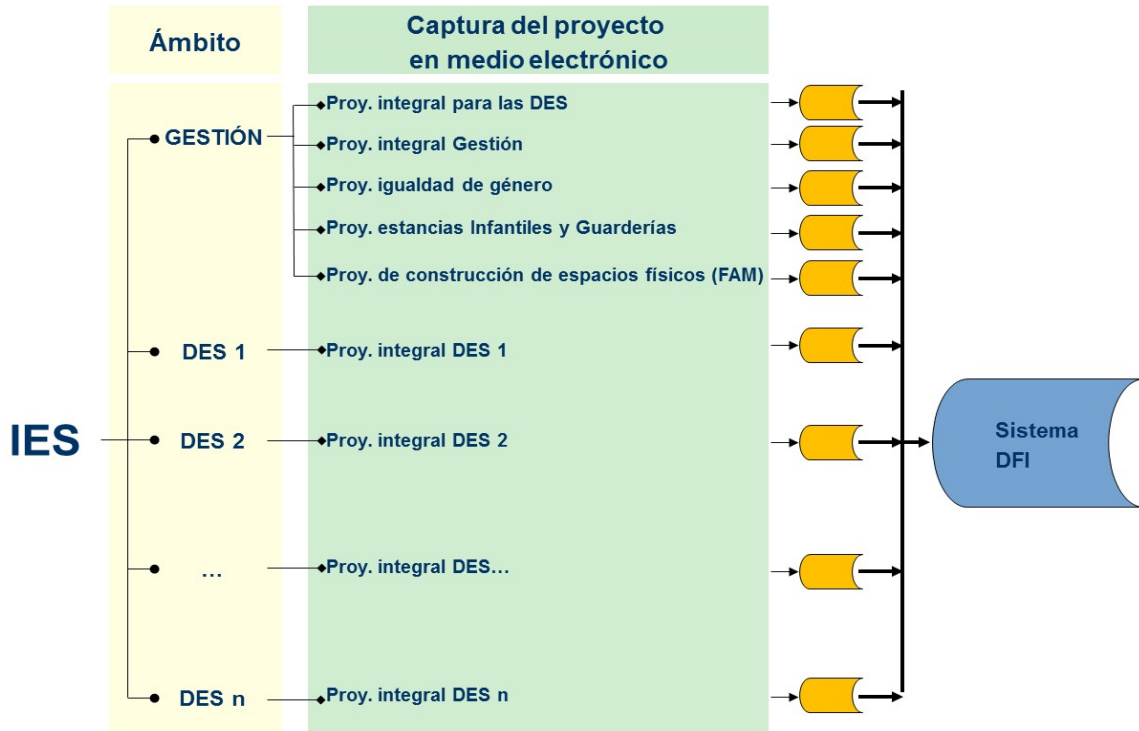 Ámbito
Captura del proyecto
en medio electrónico
GESTIÓN
Proy. integral para las DES
Proy. integral Gestión
Proy. igualdad de género
Proy. estancias Infantiles y Guarderías
Proy. de construcción de espacios físicos (FAM)
DES 1
Proy. integral DES 1
IES
DES 2
Proy. integral DES 2
Sistema
DFI
...
Proy. integral DES...
DES n
Proy. integral DES n